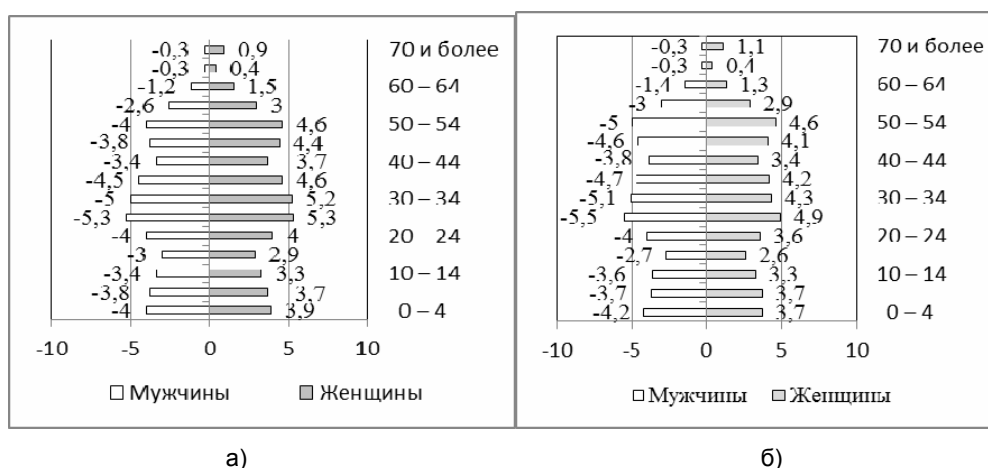 -0,3 0,9 70 и более
-0,3 0,4
-1,2 1,5 60 – 64
-2,6 3
-4 4,6 50 – 54
-3,8 4,4
-3,4 3,7 40 – 44
-4,5 4,6
-5 5,2 30 – 34
-5,3 5,3
-4 4 20 24
-3 2,9
-3,4 3,3 10 – 14
-3,8 3,7
-4 3,9 0 – 4
-10 -5 0 5 10
Мужчины Женщины
а)
б)
-0,3 1,1 70 и более
-0,3 0,4
-1,4 1,3 60 – 64
-3 2,9
-5 4,6 50 – 54
-4,6 4,1
-3,8 3,4 40 – 44
-4,7 4,2
-5,1 4,3 30 – 34
-5,5 4,9
-4 3,6 20 – 24
-2,7 2,6
-3,6 3,3 10 – 14
-3,7 3,7
-4,2 3,7 0 – 4
-10 -5 0 5 10
Мужчины Женщины
б)